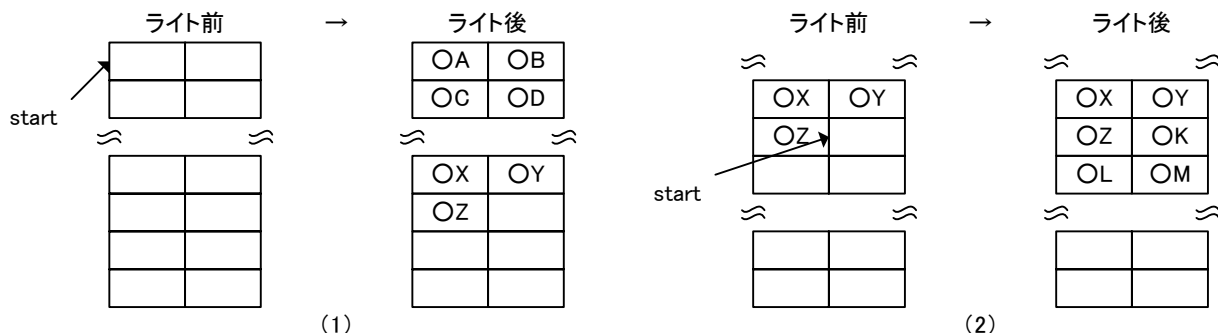 ライト前 → ライト後
○A ○B
○C ○D
start
○X ○Y
○Z
(1)
ライト前 → ライト後
○X ○Y
○Z
start
○X ○Y
○Z ○K
○L ○M
(2)